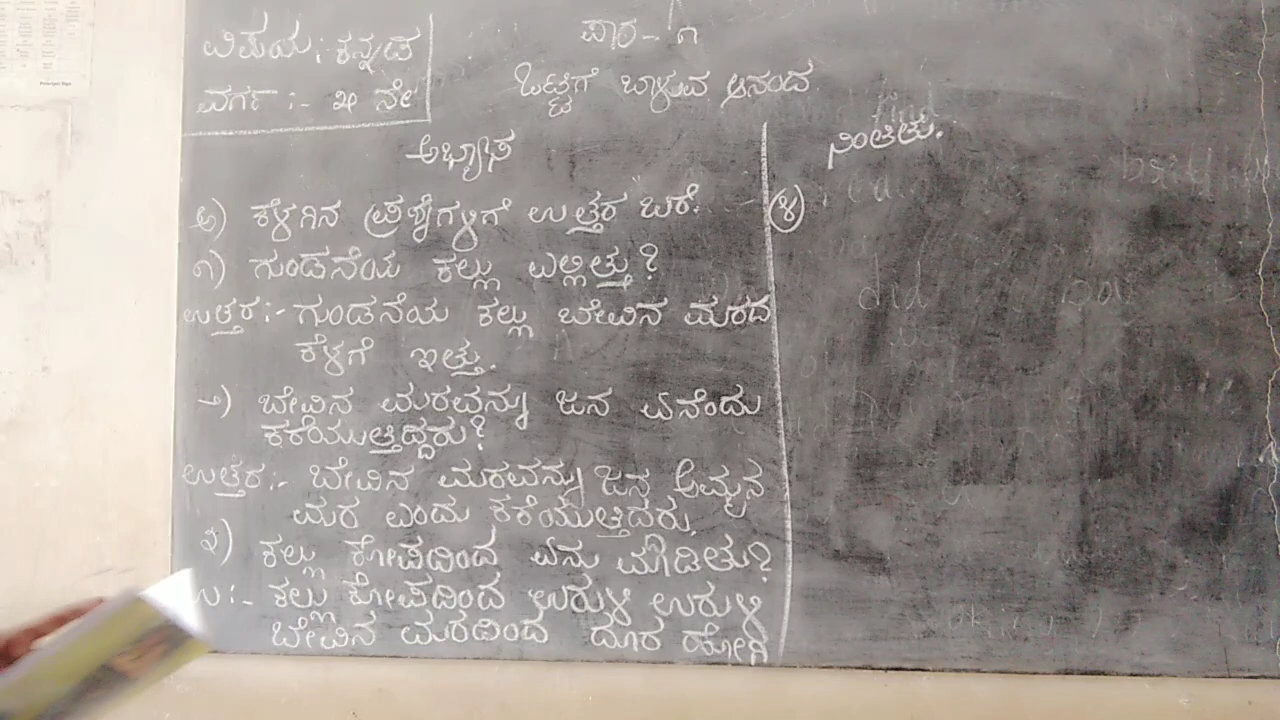 ವಿಷಯ : ಕನ್ನಡ
ವರ್ಗ :- ೫ ನೇ
ಪಾಠ - ೧
ಒಟ್ಟಿಗೆ ಬಾಳುವ ಆನಂದ
ಅಭ್ಯಾಸ
ಅ) ಕೆಳಗಿನ ಪ್ರಶ್ನೆಗಳಿಗೆ ಉತ್ತರ ಬರೆ.
೧) ಗುಂಡನೆಯ ಕಲ್ಲು ಎಲ್ಲಿತ್ತು?
ಉತ್ತರ :- ಗುಂಡನೆಯ ಕಲ್ಲು ಬೇವಿನ ಮರದ
ಕೆಳಗೆ ಇತ್ತು.
೨) ಬೇವಿನ ಮರವನ್ನು ಜನ ಏನೆಂದು
ಕರೆಯುತ್ತಿದ್ದರು?
ಉತ್ತರ :- ಬೇವಿನ ಮರವನ್ನು ಜನ ಅಮ್ಮನ
ಮರ ಎಂದು ಕರೆಯುತ್ತಿದರು.
೩) ಕಲ್ಲು ಕೋಪದಿಂದ ಏನು ಮಾಡಿತು?
ಉ :- ಕಲ್ಲು ಕೋಪದಿಂದ ಉರುಳಿ ಉರುಳಿ
ಬೇವಿನ ಮರದಿಂದ ದೂರ ಹೋಗಿ
ನಿಂತಿತು.
೪)